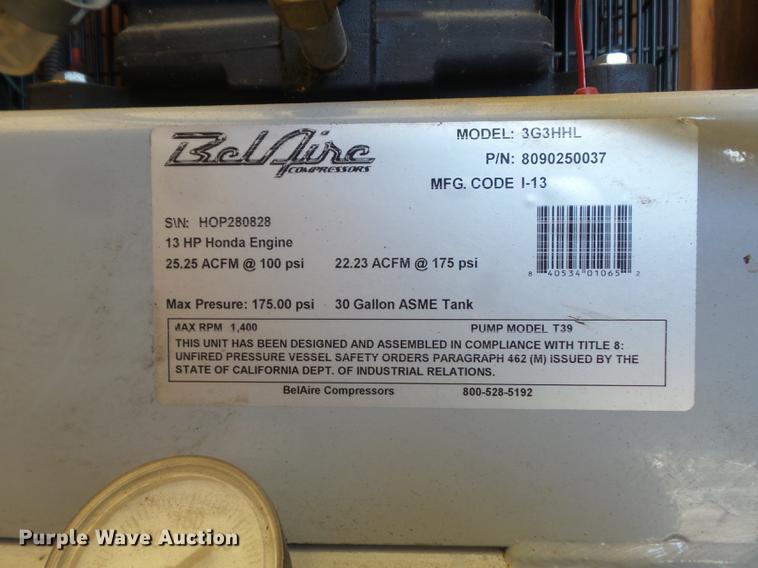 BelAire
COMPRESSORS
MODEL: 3G3HHL
P/N: 8090250037
MFG. CODE I-13
S\N: HOP280828
13 HP Honda Engine
25.25 ACFM @ 100 psi 22.23 ACFM @ 175 psi
8 40534 01065 2
Max Presure: 175.00 psi 30 Gallon ASME Tank
MAX RPM 1,400 PUMP MODEL T39
THIS UNIT HAS BEEN DESIGNED AND ASSEMBLED IN COMPLIANCE WITH TITLE 8:
UNFIRED PRESSURE VESSEL SAFETY ORDERS PARAGRAPH 462 (M) ISSUED BY THE
STATE OF CALIFORNIA DEPT. OF INDUSTRIAL RELATIONS.
BelAire Compressors 800-528-5192
Purple Wave Auction